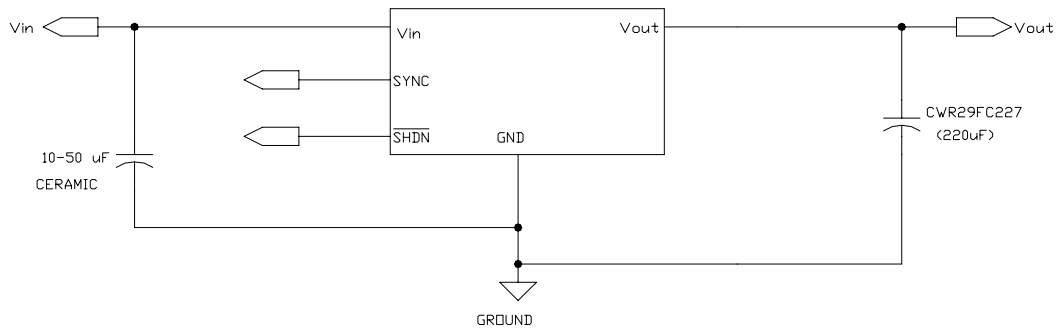 Vin
Vin
Vout
Vout
SYNC
SHDN
GND
CWR29FC227
(220uF)
10-50 uF
CERAMIC
GROUND